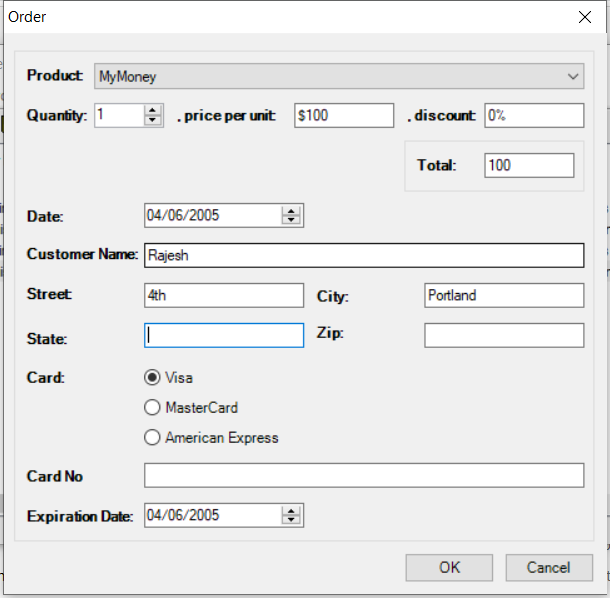 Order
Product: MyMoney
Quantity: 1 . price per unit: $100 . discount: 0%
Total: 100
Date: 04/06/2005
Customer Name: Rajesh
Street: 4th City: Portland
State: Zip:
Card: Visa
MasterCard
American Express
Card No
Expiration Date: 04/06/2005
OK Cancel